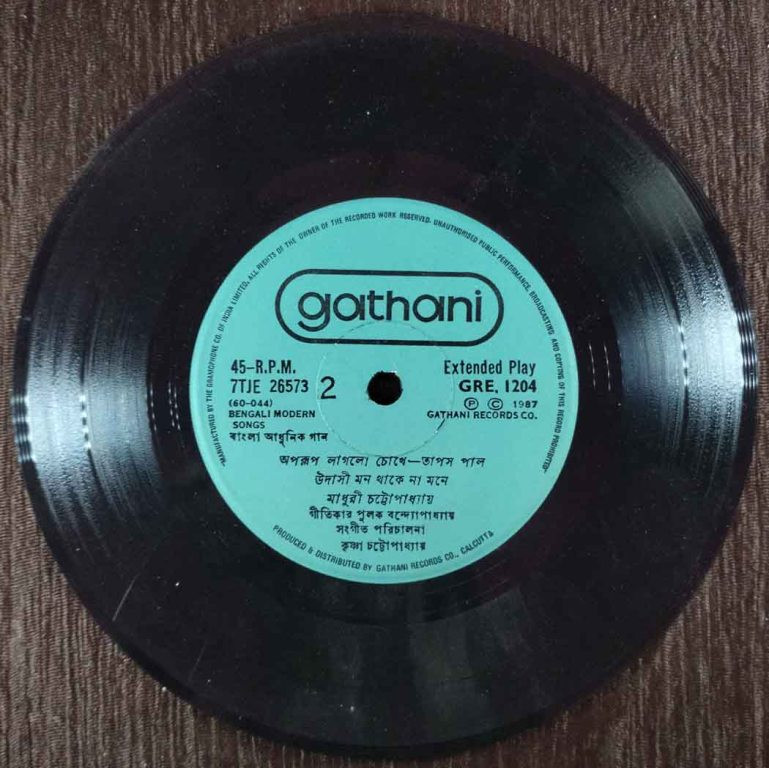 "MANUFACTURED BY THE GRAMOPHONE CO. OF INDIA LIMITED, ALL RIGHTS OF THE OWNER OF THE RECORDED WORK RESERVED. UNAUTHORISED PUBLIC PERFORMANCE, BROADCASTING AND COPYING OF THIS RECORD PROHIBITED"
gathani
45-R.P.M. Extended Play
7TJE 26573 2 GRE. 1204
(60-044) Ⓟ Ⓒ 1987
BENGALI MODERN GATHANI RECORDS CO.
SONGS
বাংলা আধুনিক গান
অপরূপ লাগলো চোখে—তাপস পাল
উদাসী মন থাকে না মনে
মাধুরী চট্টোপাধ্যায়
গীতিকার পুলক বন্দ্যোপাধ্যায়
সংগীত পরিচালনা
কৃষ্ণা চট্টোপাধ্যায়
PRODUCED & DISTRIBUTED BY GATHANI RECORDS CO., CALCUTTA